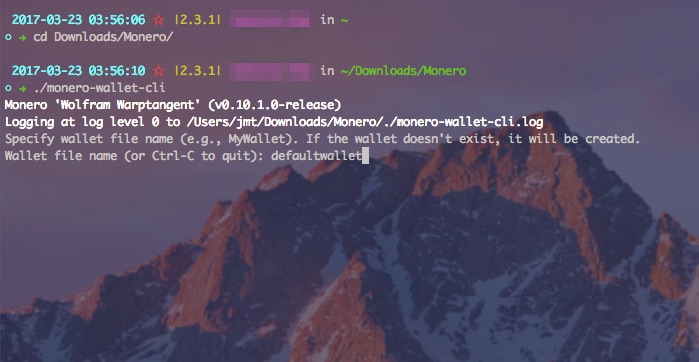 2017-03-23 03:56:06 ☆ |2.3.1| in ~
○ → cd Downloads/Monero/
2017-03-23 03:56:10 ☆ |2.3.1| in ~/Downloads/Monero
○ → ./monero-wallet-cli
Monero 'Wolfram Warptangent' (v0.10.1.0-release)
Logging at log level 0 to /Users/jmt/Downloads/Monero/./monero-wallet-cli.log
Specify wallet file name (e.g., MyWallet). If the wallet doesn't exist, it will be created.
Wallet file name (or Ctrl-C to quit): defaultwallet